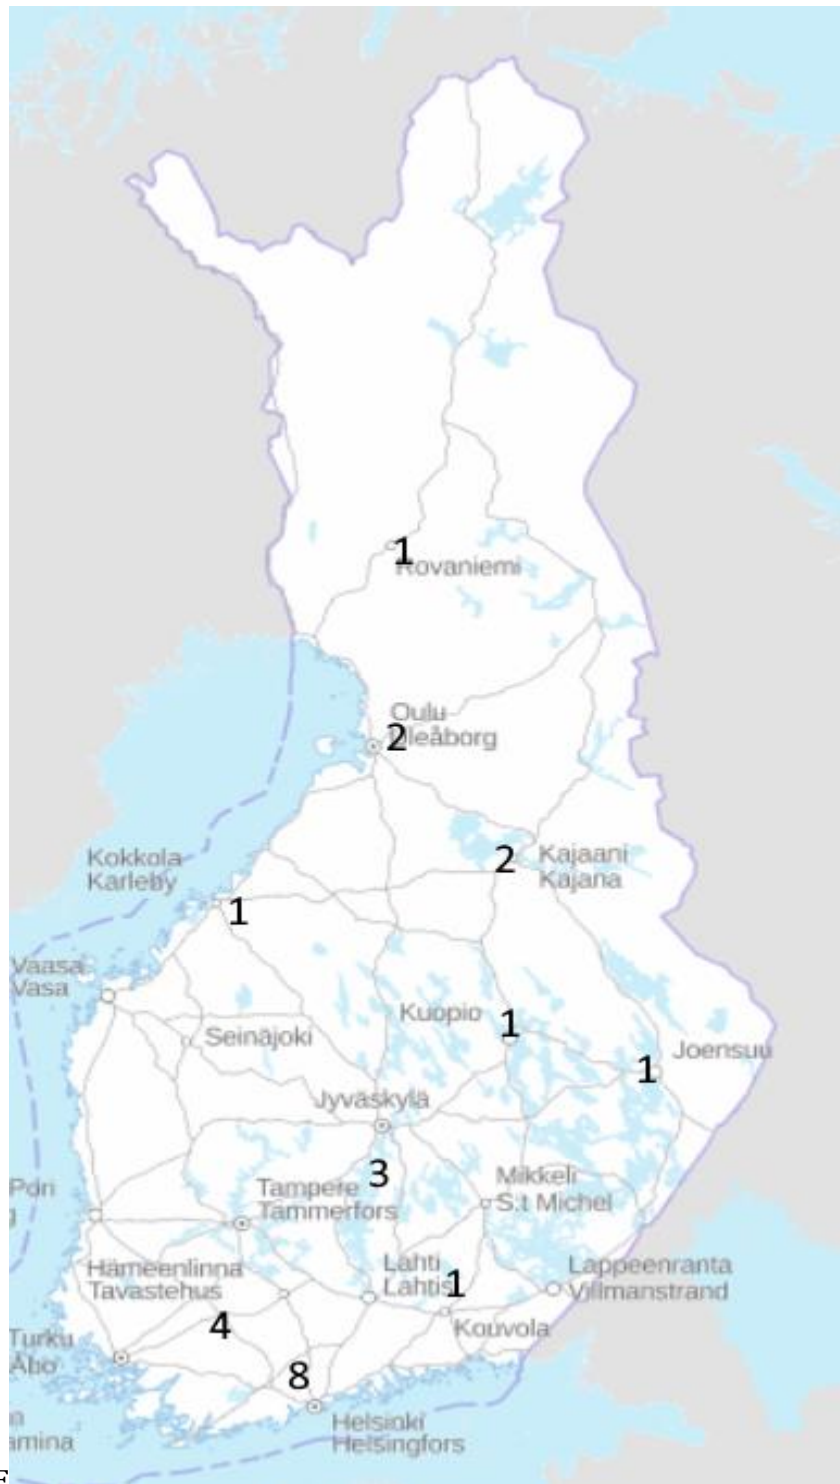 1
Rovaniemi
Oulu
2
Uleåborg
Kokkola
Karleby
2
Kajaani
Kajana
1
Vaasa
Vasa
Kuopio
1
Seinäjoki
Joensuu
1
Jyväskylä
3
Pori
Tampere
Tammerfors
Mikkeli
S:t Michel
Hämeenlinna
Tavastehus
Lahti
Lahtis
1
Lappeenranta
Villmanstrand
4
Kouvola
Turku
Åbo
8
Helsinki
Helsingfors
amina